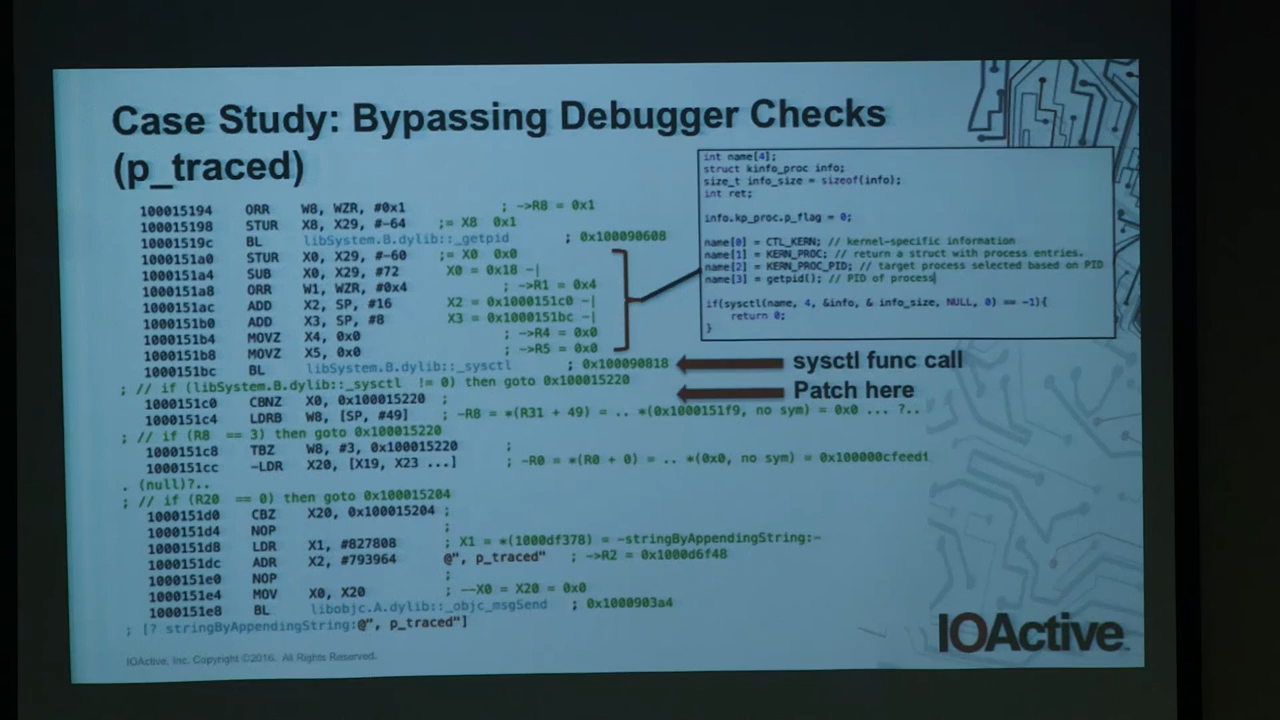 Case Study: Bypassing Debugger Checks
(p_traced)
int name[4];
struct kinfo_proc info;
size_t info_size = sizeof(info);
int ret;
info.kp_proc.p_flag = 0;
name[0] = CTL_KERN; // kernel-specific information
name[1] = KERN_PROC; // return a struct with process entries.
name[2] = KERN_PROC_PID; // target process selected based on PID
name[3] = getpid(); // PID of process
if(sysctl(name, 4, &info, & info_size, NULL, 0) == -1){
return 0;
}
100015194 ORR W8, WZR, #0x1 ; ->R8 = 0x1
100015198 STUR X8, X29, #-64 ;= X8 0x1
10001519c BL libSystem.B.dylib::_getpid ; 0x100090608
1000151a0 STUR X0, X29, #-60 ;= X0 0x0
1000151a4 SUB X0, X29, #72 X0 = 0x18 -|
1000151a8 ORR W1, WZR, #0x4 ; ->R1 = 0x4
1000151ac ADD X2, SP, #16 X2 = 0x1000151c0 -|
1000151b0 ADD X3, SP, #8 X3 = 0x1000151bc -|
1000151b4 MOVZ X4, 0x0 ; ->R4 = 0x0
1000151b8 MOVZ X5, 0x0 ; ->R5 = 0x0
1000151bc BL libSystem.B.dylib::_sysctl ; 0x100090818
sysctl func call
; // if (libSystem.B.dylib::_sysctl != 0) then goto 0x100015220
Patch here
1000151c0 CBNZ X0, 0x100015220 ;
1000151c4 LDRB W8, [SP, #49] ; -R8 = *(R31 + 49) = .. *(0x1000151f9, no sym) = 0x0 ... ?..
; // if (R8 == 3) then goto 0x100015220
1000151c8 TBZ W8, #3, 0x100015220 ;
1000151cc -LDR X20, [X19, X23 ...] ; -R0 = *(R0 + 0) = .. *(0x0, no sym) = 0x100000cfeedf
. (null)?..
; // if (R20 == 0) then goto 0x100015204
1000151d0 CBZ X20, 0x100015204 ;
1000151d4 NOP ;
1000151d8 LDR X1, #827808 ; X1 = *(1000df378) = -stringByAppendingString:-
1000151dc ADR X2, #793964 @", p_traced" ; ->R2 = 0x1000d6f48
1000151e0 NOP ;
1000151e4 MOV X0, X20 ; --X0 = X20 = 0x0
1000151e8 BL libobjc.A.dylib::_objc_msgSend ; 0x1000903a4
; [? stringByAppendingString:@", p_traced"]
IOActive, Inc. Copyright ©2016. All Rights Reserved.
IOActive